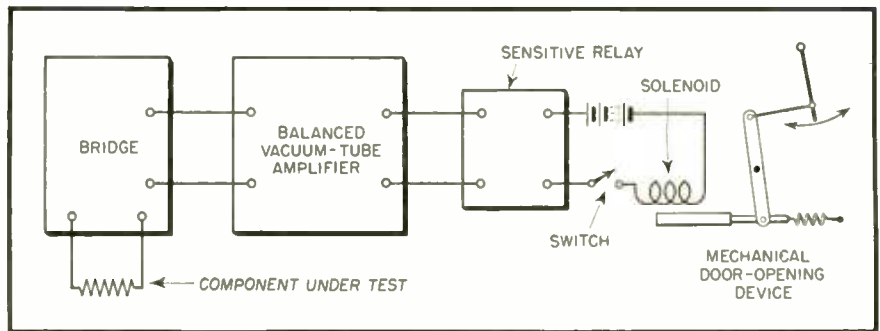 SENSITIVE RELAY
SOLENOID
BRIDGE
BALANCED
VACUUM-TUBE
AMPLIFIER
SWITCH
COMPONENT UNDER TEST
MECHANICAL
DOOR-OPENING
DEVICE